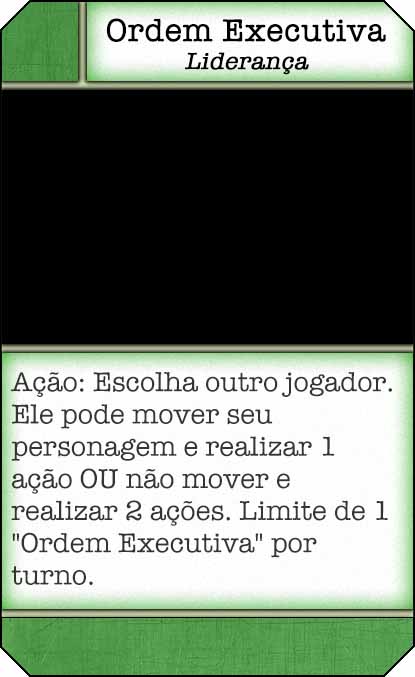 Ordem Executiva
Liderança
Ação: Escolha outro jogador.
Ele pode mover seu
personagem e realizar 1
ação OU não mover e
realizar 2 ações. Limite de 1
"Ordem Executiva" por
turno.